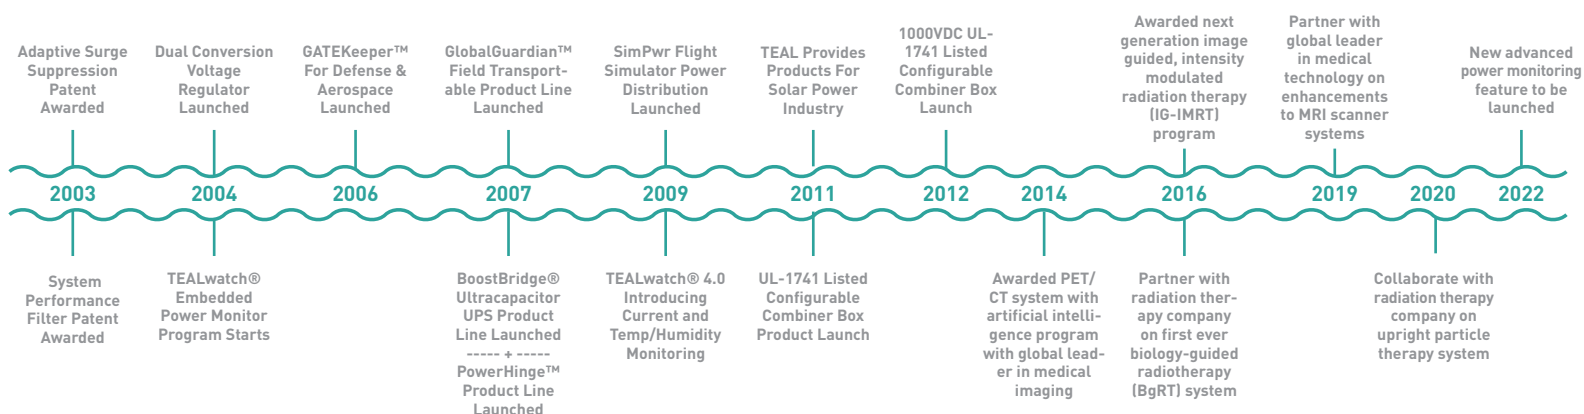 Adaptive Surge
Suppression
Patent
Awarded
Dual Conversion
Voltage
Regulator
Launched
GATEKeeper™
For Defense &
Aerospace
Launched
GlobalGuardian™
Field Transport-
able Product Line
Launched
SimPwr Flight
Simulator Power
Distribution
Launched
TEAL Provides
Products For
Solar Power
Industry
1000VDC UL-
1741 Listed
Configurable
Combiner Box
Launch
Awarded next
generation image
guided, intensity
modulated
radiation therapy
(IG-IMRT)
program
Partner with
global leader
in medical
technology on
enhancements
to MRI scanner
systems
New advanced
power monitoring
feature to be
launched
2003
2004
2006
2007
2009
2011
2012
2014
2016
2019
2020
2022
System
Performance
Filter Patent
Awarded
TEALwatch®
Embedded
Power Monitor
Program Starts
BoostBridge®
Ultracapacitor
UPS Product
Line Launched
----- + -----
PowerHinge™
Product Line
Launched
TEALwatch® 4.0
Introducing
Current and
Temp/Humidity
Monitoring
UL-1741 Listed
Configurable
Combiner Box
Product Launch
Awarded PET/
CT system with
artificial intelli-
gence program
with global lead-
er in medical
imaging
Partner with
radiation ther-
apy company
on first ever
biology-guided
radiotherapy
(BgRT) system
Collaborate with
radiation therapy
company on
upright particle
therapy system